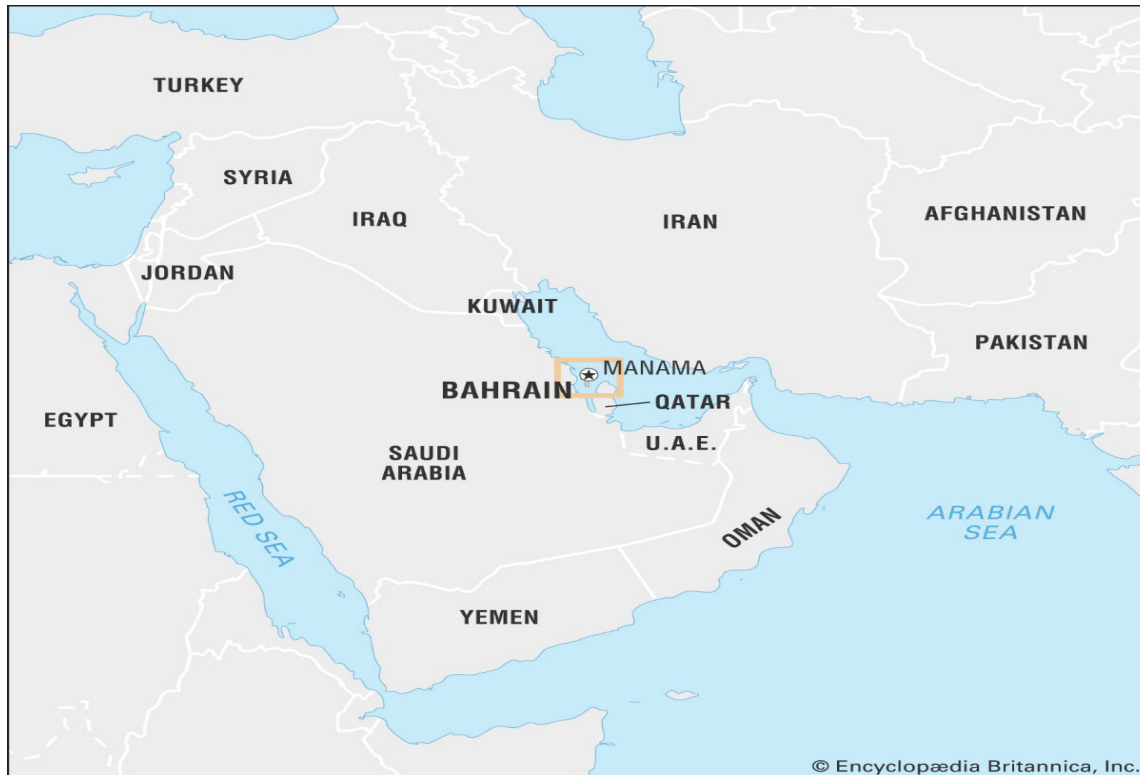 TURKEY
SYRIA
IRAQ
IRAN
AFGHANISTAN
JORDAN
KUWAIT
PAKISTAN
MANAMA
BAHRAIN
QATAR
EGYPT
U.A.E.
SAUDI
ARABIA
RED SEA
OMAN
ARABIAN
SEA
YEMEN
© Encyclopædia Britannica, Inc.